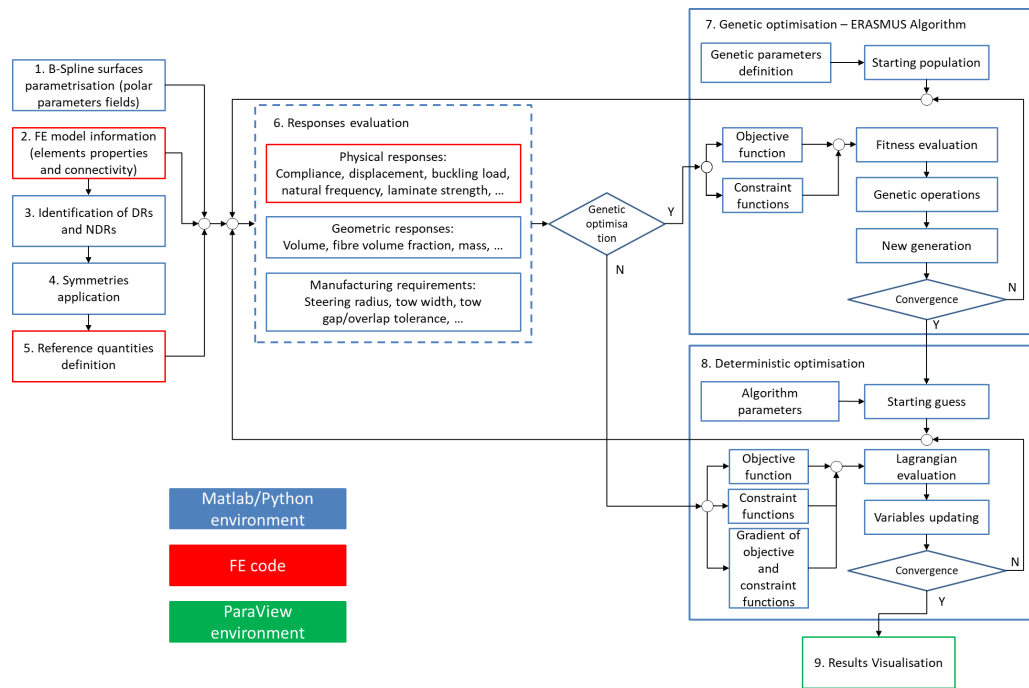 1. B-Spline surfaces
parametrisation (polar
parameters fields)
2. FE model information
(elements properties
and connectivity)
3. Identification of DRs
and NDRs
4. Symmetries
application
5. Reference quantities
definition
6. Responses evaluation
Physical responses:
Compliance, displacement, buckling load,
natural frequency, laminate strength, ...
Geometric responses:
Volume, fibre volume fraction, mass, ...
Manufacturing requirements:
Steering radius, tow width, tow
gap/overlap tolerance, ...
Genetic
optimisa
tion
Y
N
7. Genetic optimisation – ERASMUS Algorithm
Genetic parameters
definition
Starting population
Objective
function
Constraint
functions
Fitness evaluation
Genetic operations
New generation
Convergence
N
Y
8. Deterministic optimisation
Algorithm
parameters
Starting guess
Objective
function
Constraint
functions
Gradient of
objective
and
constraint
functions
Lagrangian
evaluation
Variables updating
Convergence
N
Y
9. Results Visualisation
Matlab/Python
environment
FE code
ParaView
environment